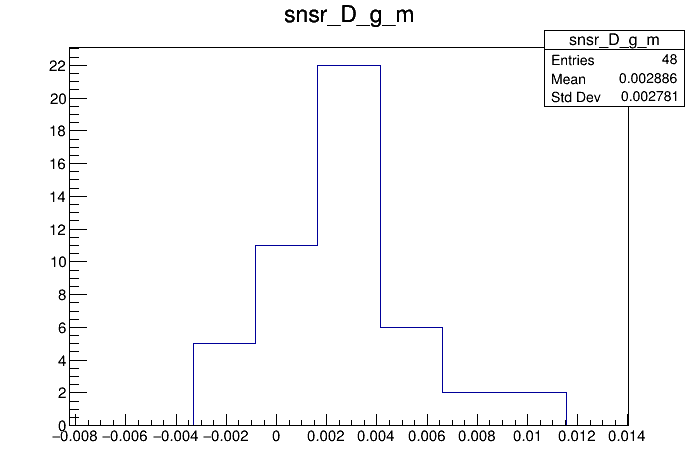 snsr_D_g_m
snsr_D_g_m
Entries 48
Mean 0.002886
Std Dev 0.002781
22
20
18
16
14
12
10
8
6
4
2
0
−0.008 −0.006 −0.004 −0.002 0 0.002 0.004 0.006 0.008 0.01 0.012 0.014